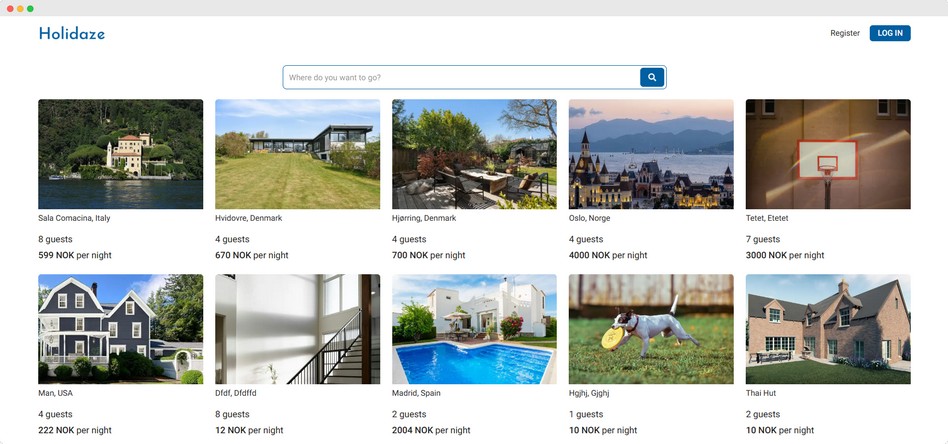 Holidaze
Register
LOG IN
Where do you want to go?
Sala Comacina, Italy
8 guests
599 NOK per night
Hvidovre, Denmark
4 guests
670 NOK per night
Hjørring, Denmark
4 guests
700 NOK per night
Oslo, Norge
4 guests
4000 NOK per night
Tetet, Etetet
7 guests
3000 NOK per night
Man, USA
4 guests
222 NOK per night
Dfdf, Dfdffd
8 guests
12 NOK per night
Madrid, Spain
2 guests
2004 NOK per night
Hgjhj, Gjghj
1 guests
10 NOK per night
Thai Hut
2 guests
10 NOK per night